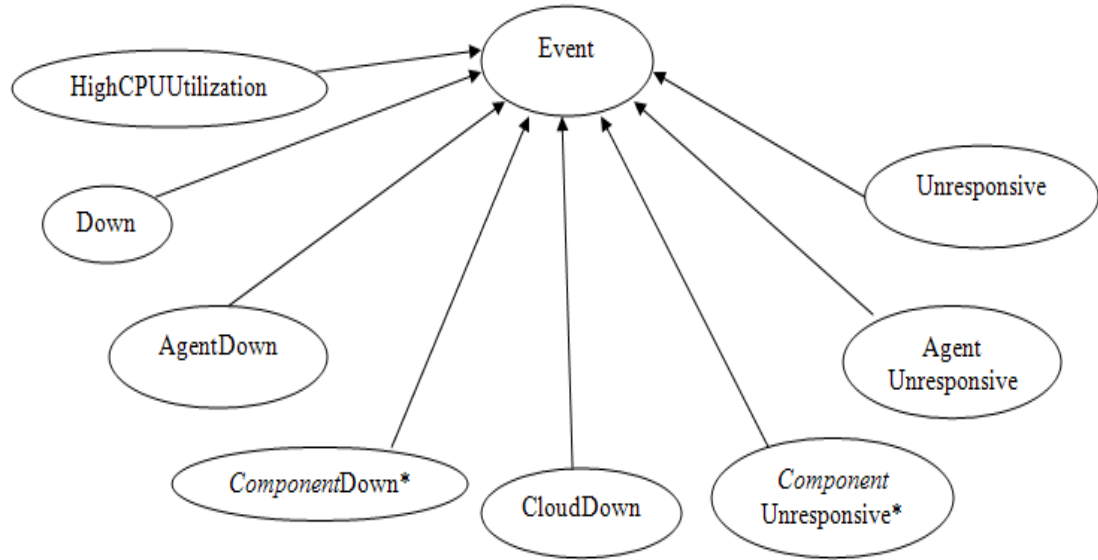 Event
HighCPUUtilization
Unresponsive
Down
AgentDown
Agent
Unresponsive
ComponentDown*
CloudDown
Component
Unresponsive*